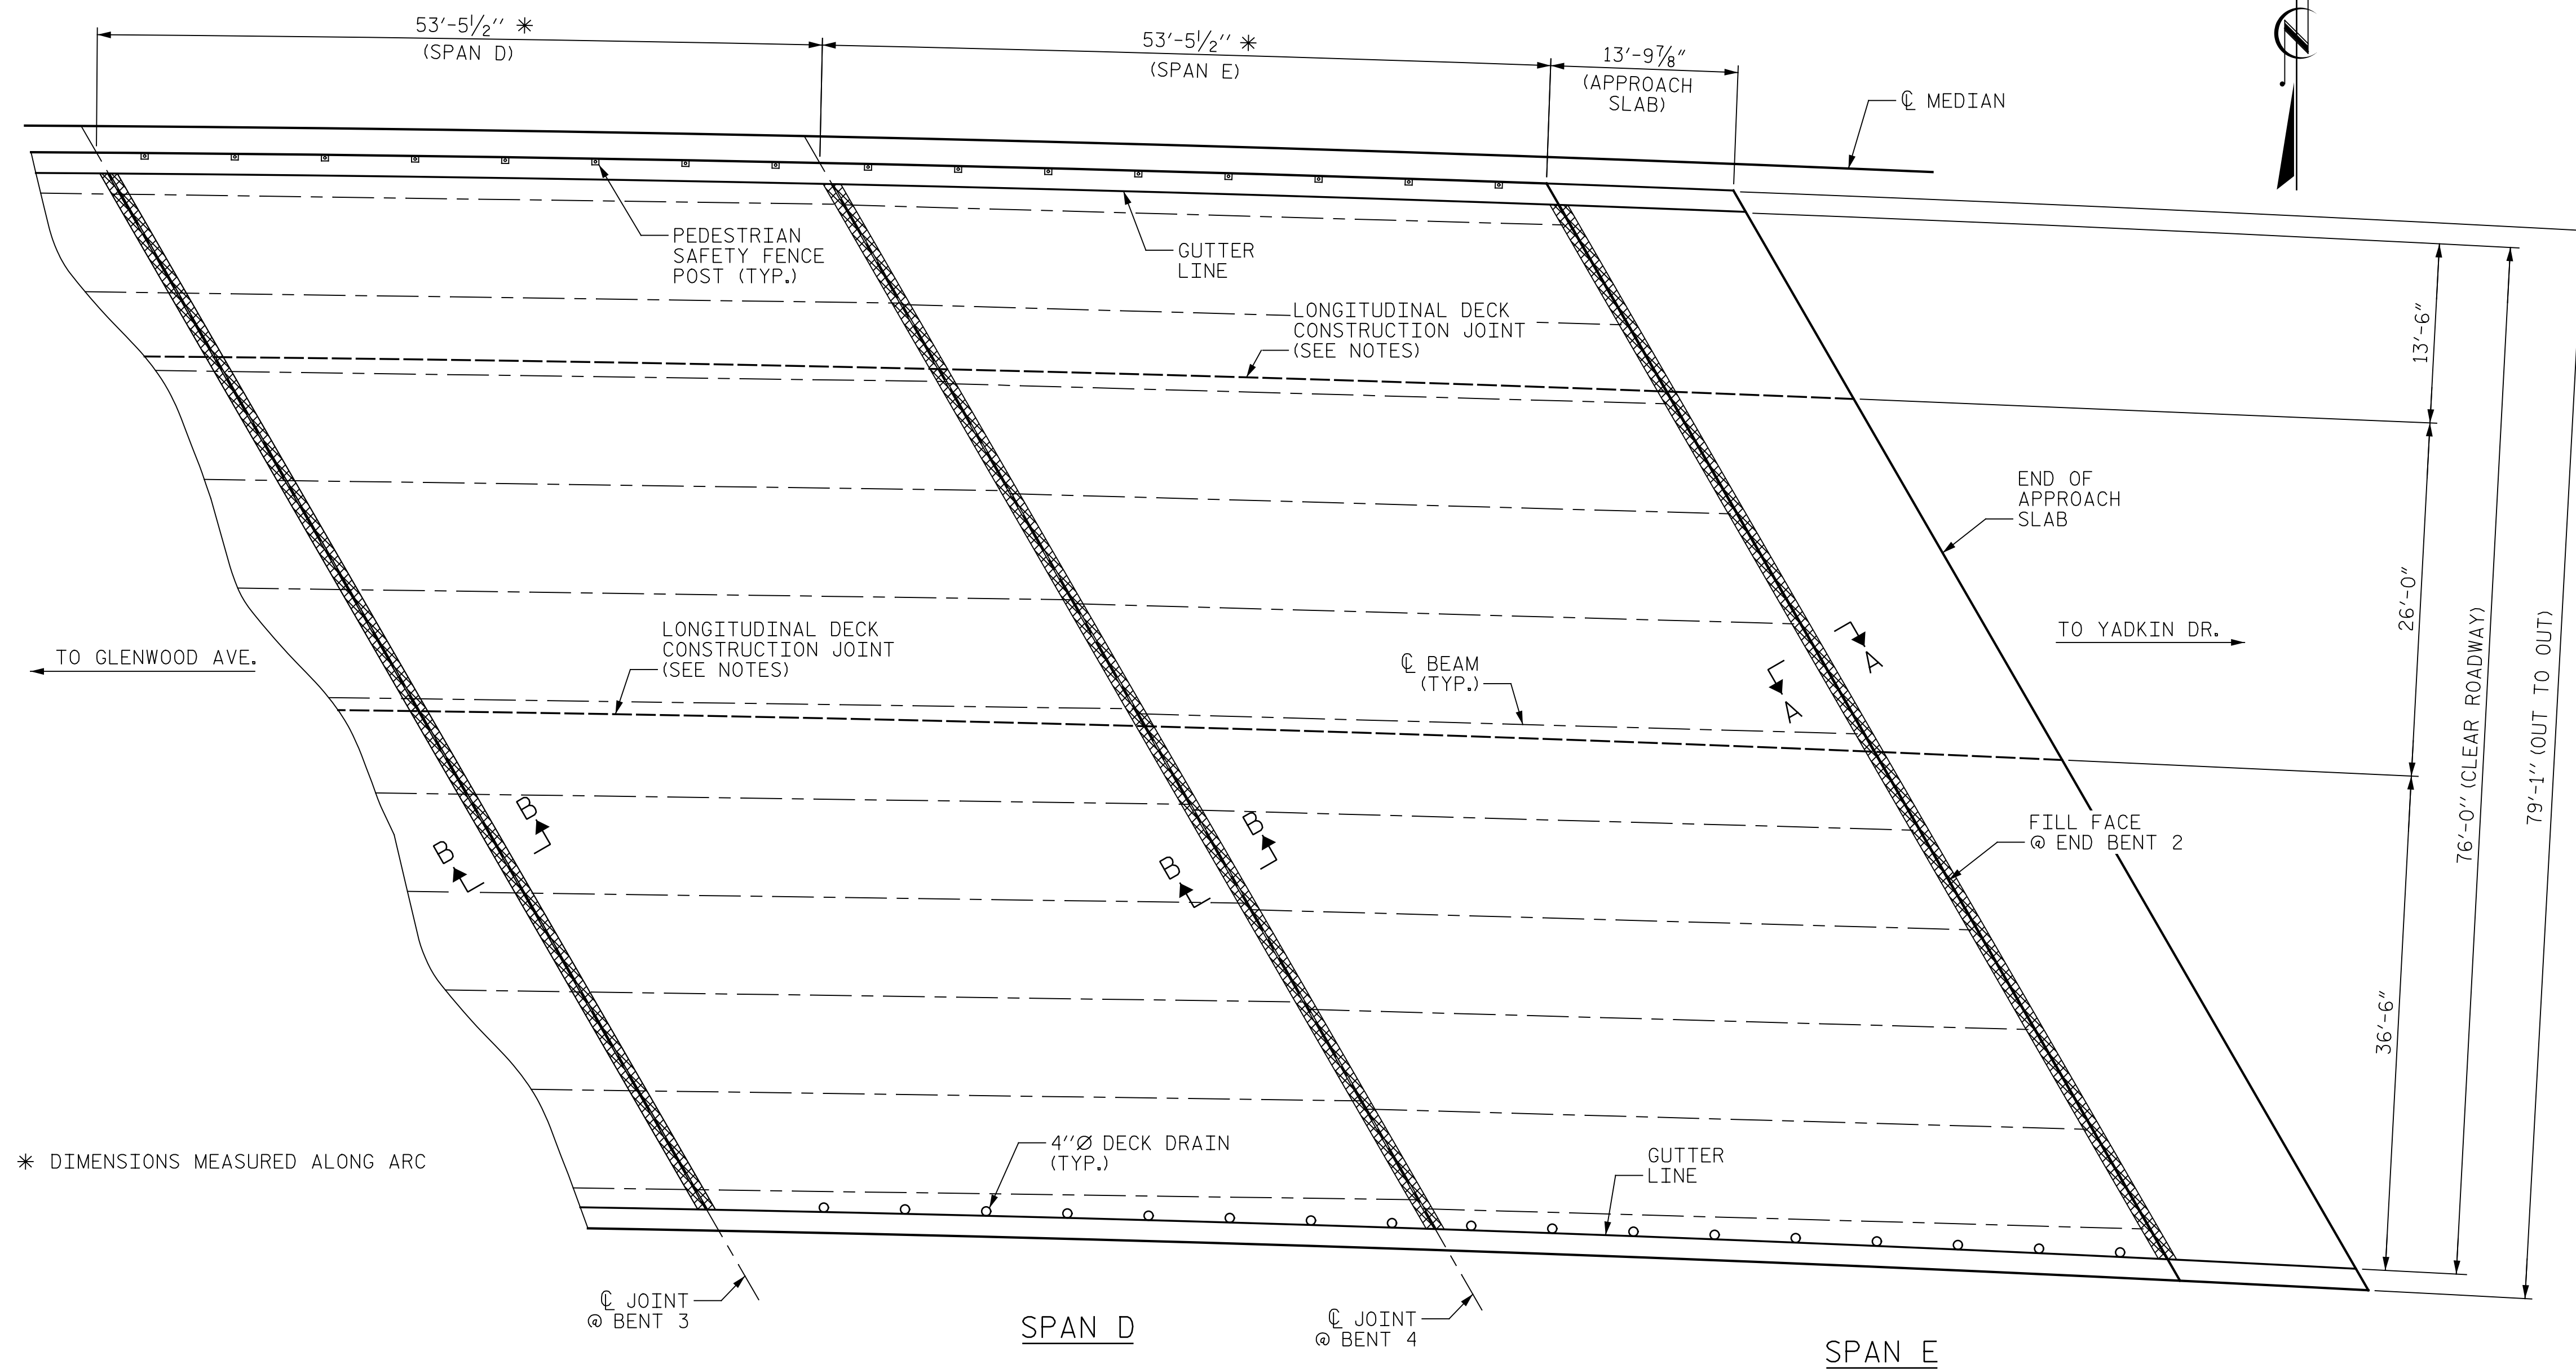 53'-5½'' ✳
(SPAN D)
53'-5½'' ✳
(SPAN E)
13'-9⅞"
(APPROACH
SLAB)
℄ MEDIAN
N
PEDESTRIAN
SAFETY FENCE
POST (TYP.)
GUTTER
LINE
LONGITUDINAL DECK
CONSTRUCTION JOINT
(SEE NOTES)
13'-6"
END OF
APPROACH
SLAB
26'-0"
76'-0'' (CLEAR ROADWAY)
79'-1'' (OUT TO OUT)
TO GLENWOOD AVE.
LONGITUDINAL DECK
CONSTRUCTION JOINT
(SEE NOTES)
℄ BEAM
(TYP.)
A
A
TO YADKIN DR.
B
B
B
B
FILL FACE
@ END BENT 2
36'-6"
✳ DIMENSIONS MEASURED ALONG ARC
4''Ø DECK DRAIN
(TYP.)
GUTTER
LINE
℄ JOINT
@ BENT 3
SPAN D
℄ JOINT
@ BENT 4
SPAN E